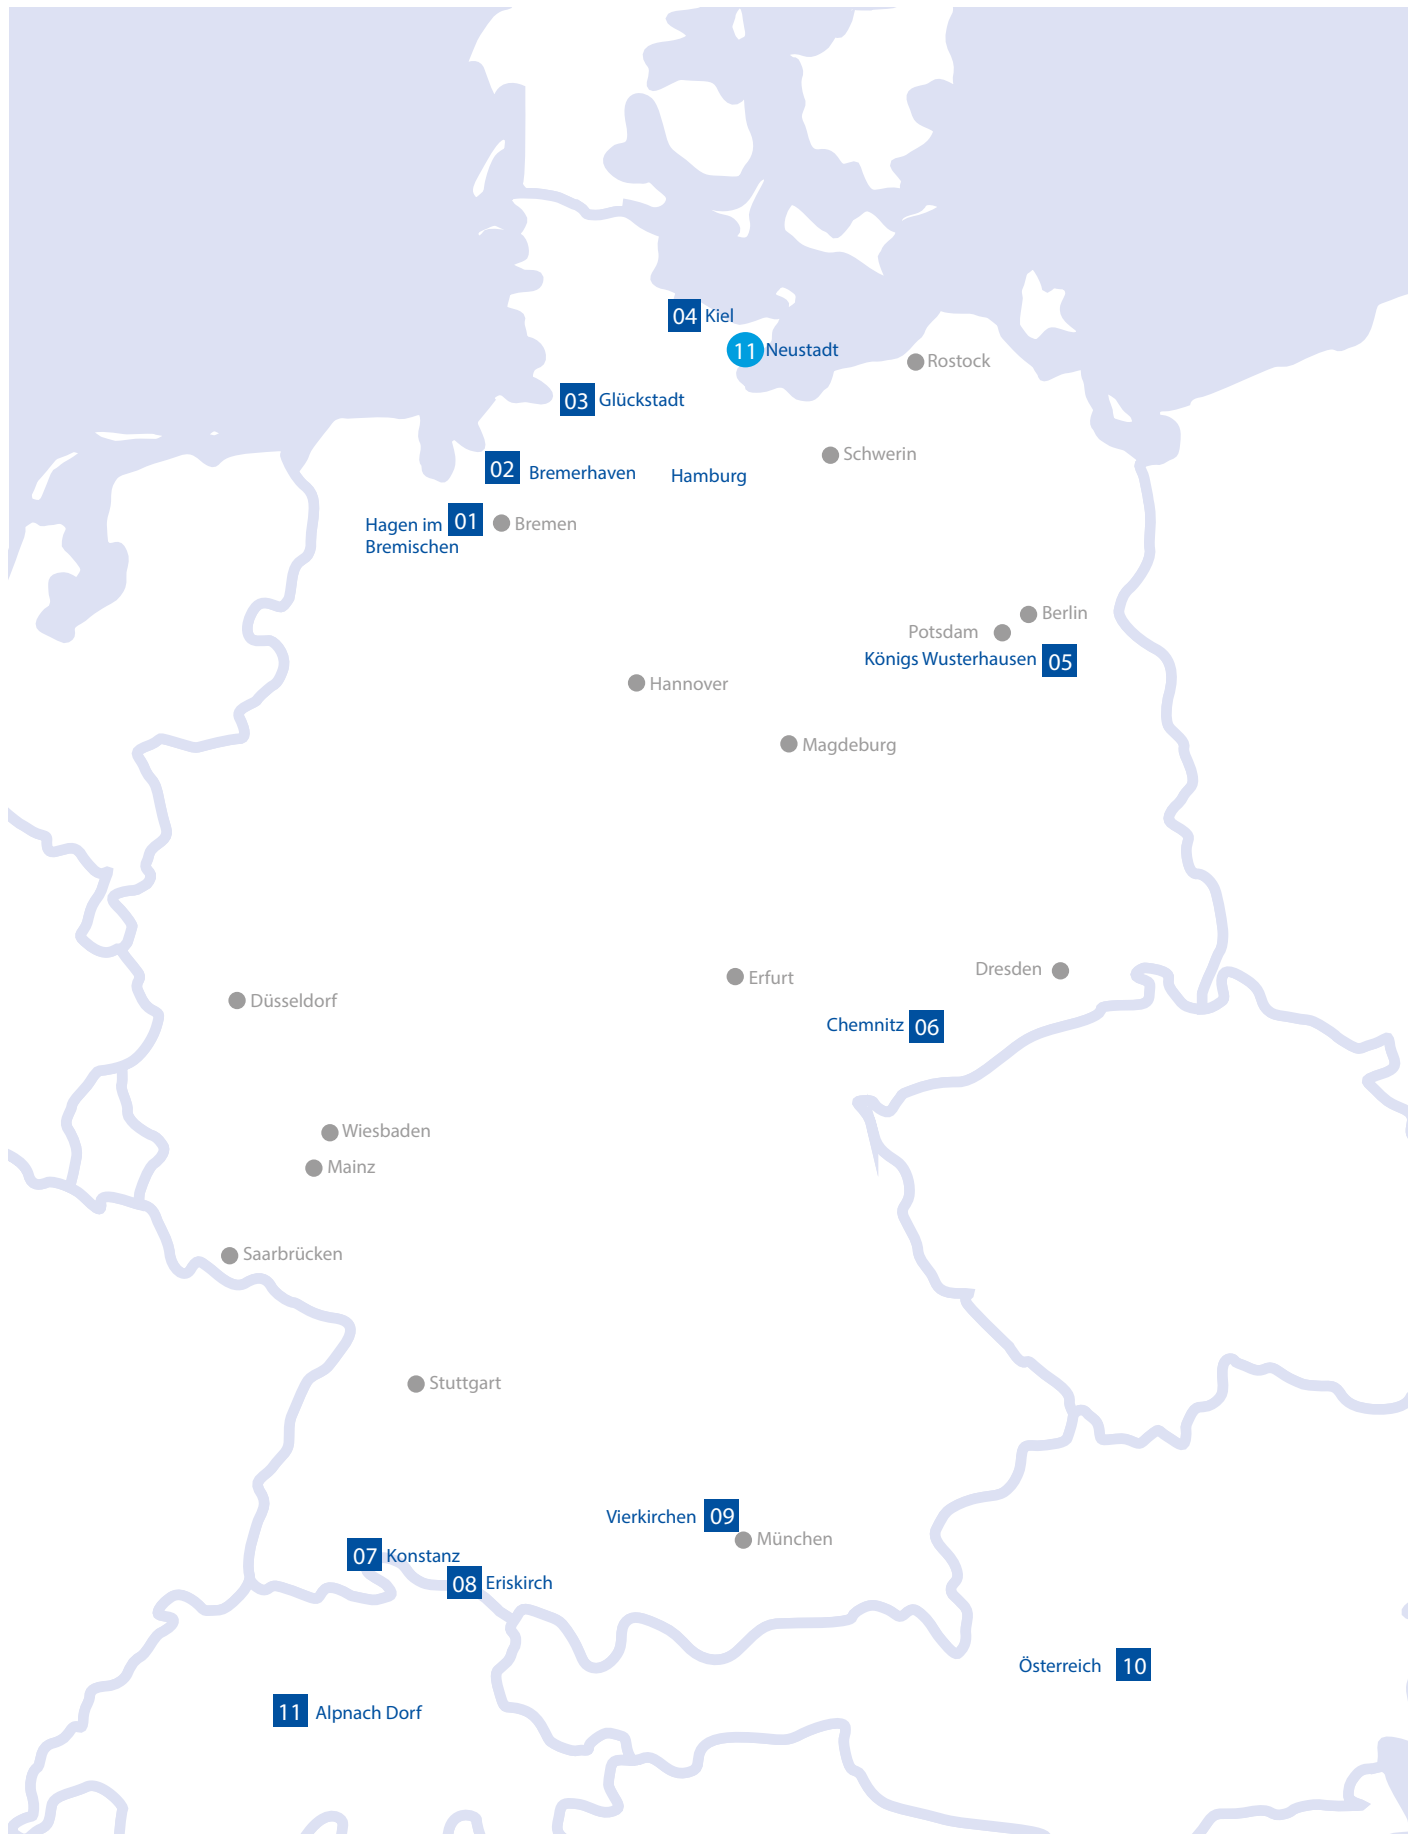 04 Kiel
11 Neustadt
Rostock
03 Glückstadt
Schwerin
02 Bremerhaven
Hamburg
Hagen im 01
Bremischen
Bremen
Berlin
Potsdam
Königs Wusterhausen 05
Hannover
Magdeburg
Dresden
Erfurt
Düsseldorf
Chemnitz 06
Wiesbaden
Mainz
Saarbrücken
Stuttgart
Vierkirchen 09
München
07 Konstanz
08 Eriskirch
Österreich 10
11 Alpnach Dorf